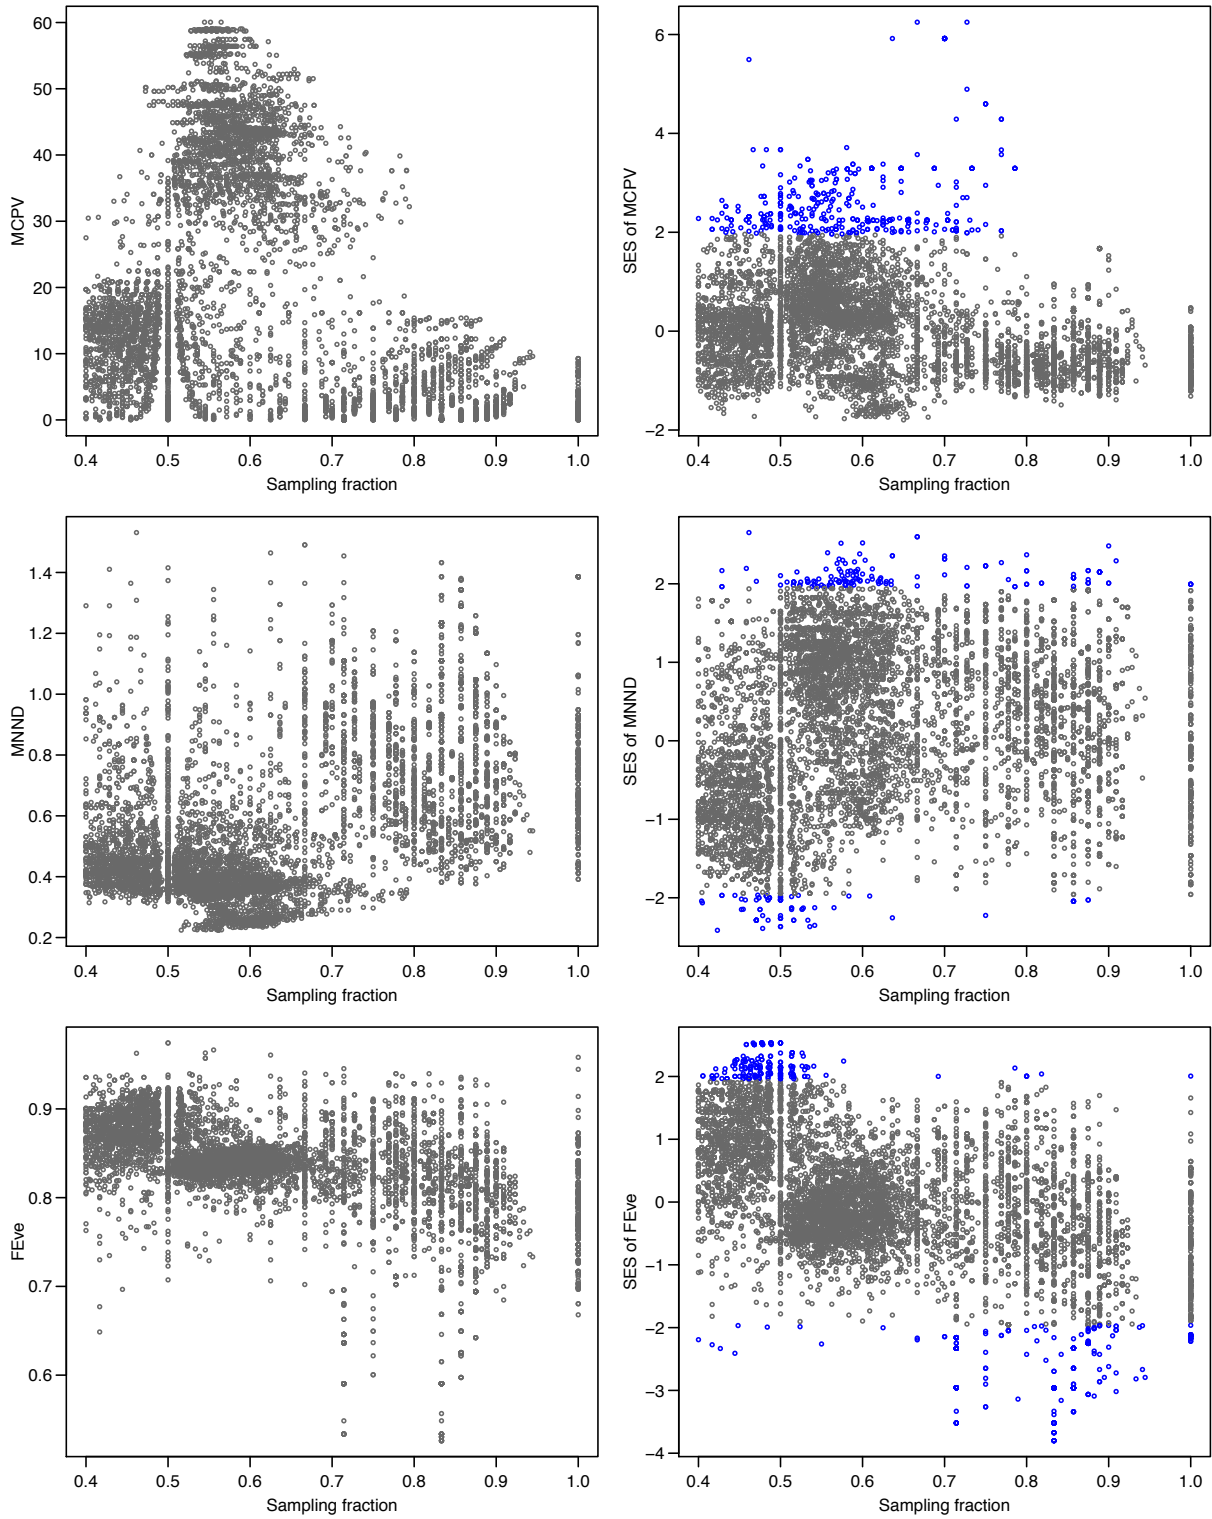 60
50
40
30
20
10
0
MCPV
0.4 0.5 0.6 0.7 0.8 0.9 1.0
Sampling fraction
6
4
2
0
−2
SES of MCPV
0.4 0.5 0.6 0.7 0.8 0.9 1.0
Sampling fraction
1.4
1.2
1.0
0.8
0.6
0.4
0.2
MNND
0.4 0.5 0.6 0.7 0.8 0.9 1.0
Sampling fraction
2
1
0
−1
−2
SES of MNND
0.4 0.5 0.6 0.7 0.8 0.9 1.0
Sampling fraction
0.9
0.8
0.7
0.6
FEve
0.4 0.5 0.6 0.7 0.8 0.9 1.0
Sampling fraction
2
1
0
−1
−2
−3
−4
SES of FEve
0.4 0.5 0.6 0.7 0.8 0.9 1.0
Sampling fraction